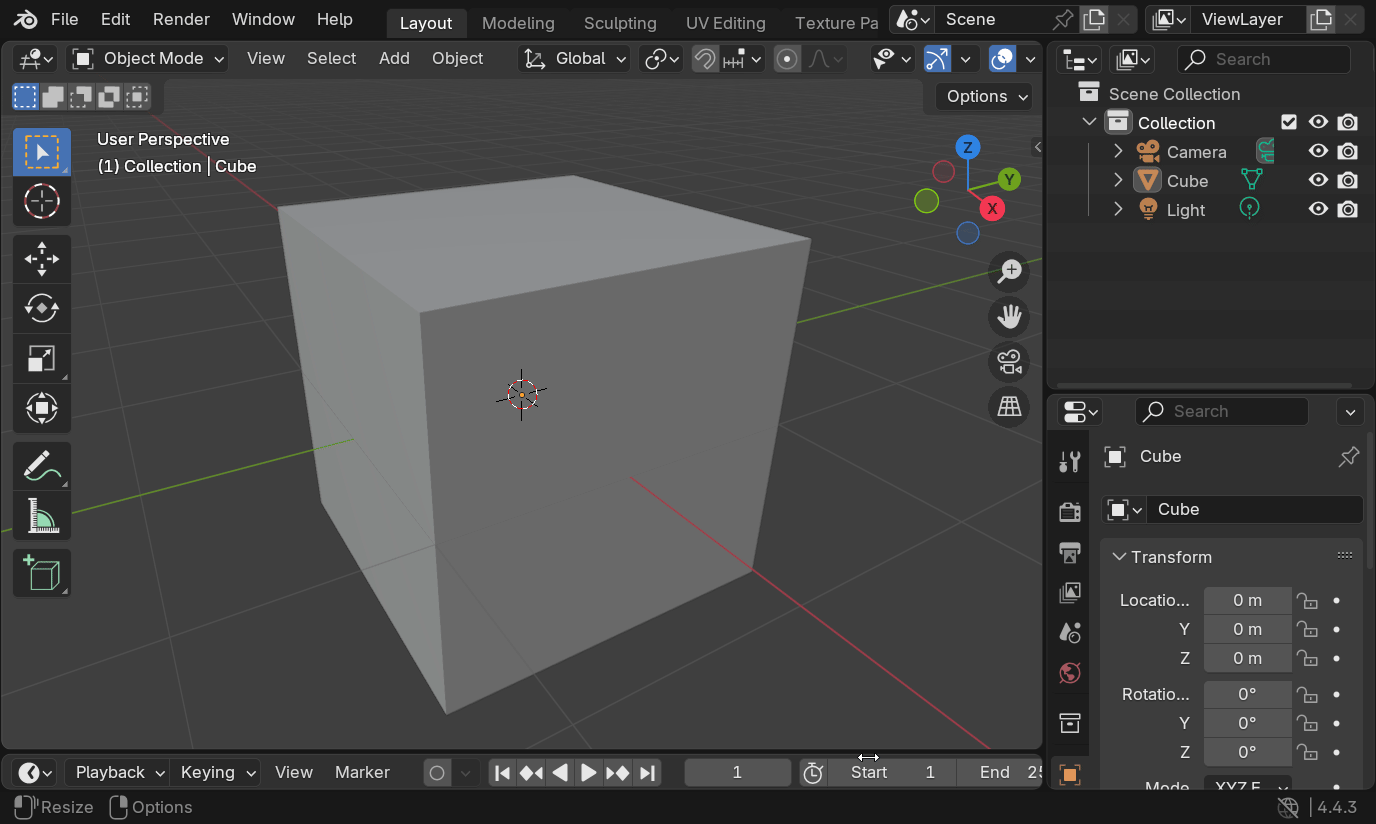 File Edit Render Window Help Layout Modeling Sculpting UV Editing Texture Pa Scene ViewLayer
Object Mode View Select Add Object Global Search
Options
User Perspective
(1) Collection | Cube
Z
Y
X
Scene Collection
Collection
Camera
Cube
Light
Search
Cube
Cube
Transform
Locatio... 0 m
Y 0 m
Z 0 m
Rotatio... 0°
Y 0°
Z 0°
Mode XYZ E
Playback Keying View Marker 1 Start 1 End 25
Resize Options 4.4.3